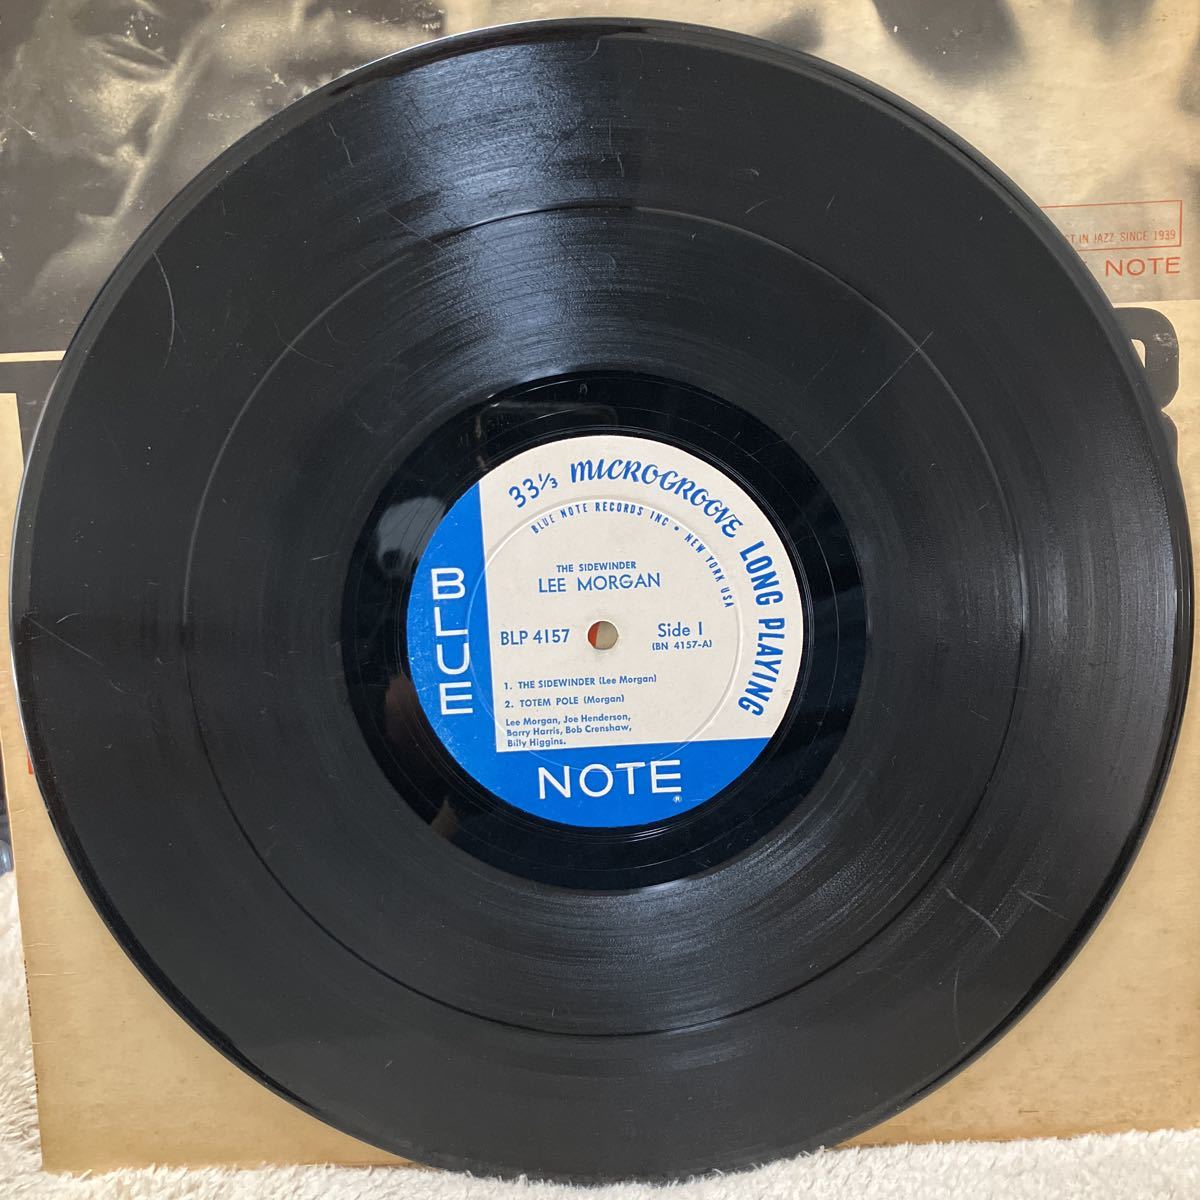 33⅓ MICROGROOVE LONG PLAYING
BLUE NOTE RECORDS INC • NEW YORK USA
THE SIDEWINDER
LEE MORGAN
BLP 4157
Side 1
(BN 4157-A)
1. THE SIDEWINDER (Lee Morgan)
2. TOTEM POLE (Morgan)
Lee Morgan, Joe Henderson,
Barry Harris, Bob Crenshaw,
Billy Higgins.
BLUE
NOTE
®
IN JAZZ SINCE 1939
NOTE